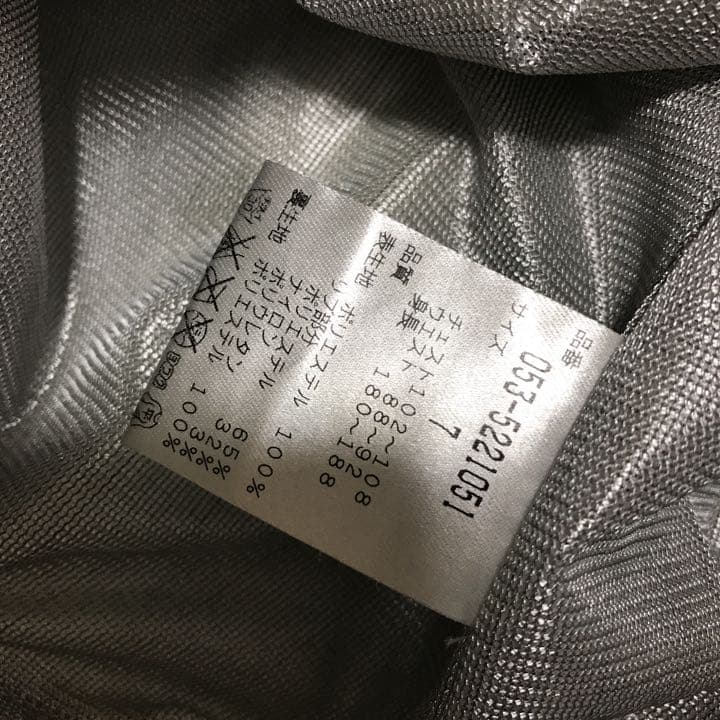 品番 053-5221051
サイズ 7
チェスト 102~108
ウエスト 88~92
身長 180~188
品質
表生地 ポリエステル 100%
リブ部分
ポリエステル 65%
ナイロン 32%
ポリウレタン 3%
裏生地 ポリエステル 100%
平